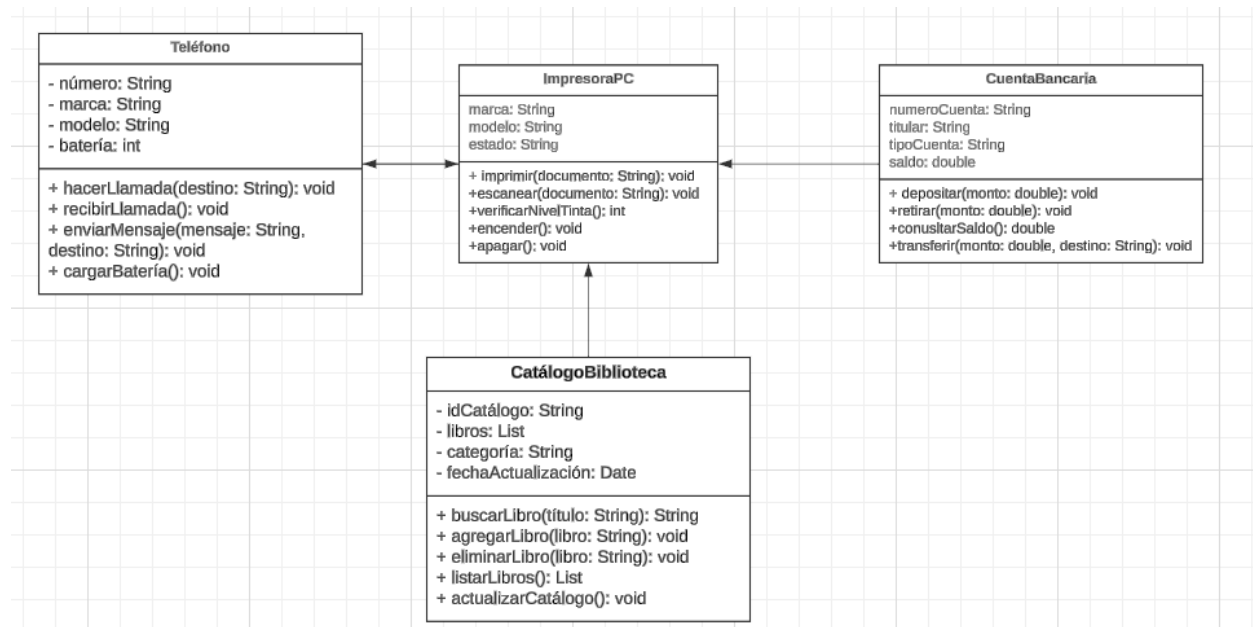 Teléfono
- número: String
- marca: String
- modelo: String
- batería: int
+ hacerLlamada(destino: String): void
+ recibirLlamada(): void
+ enviarMensaje(mensaje: String,
destino: String): void
+ cargarBatería(): void
ImpresoraPC
marca: String
modelo: String
estado: String
+ imprimir(documento: String): void
+escanear(documento: String): void
+verificarNivelTinta(): int
+encender(): void
+apagar(): void
CuentaBancaria
numeroCuenta: String
titular: String
tipoCuenta: String
saldo: double
+ depositar(monto: double): void
+retirar(monto: double): void
+conusltarSaldo(): double
+transferir(monto: double, destino: String): void
CatálogoBiblioteca
- idCatálogo: String
- libros: List
- categoría: String
- fechaActualización: Date
+ buscarLibro(título: String): String
+ agregarLibro(libro: String): void
+ eliminarLibro(libro: String): void
+ listarLibros(): List
+ actualizarCatálogo(): void